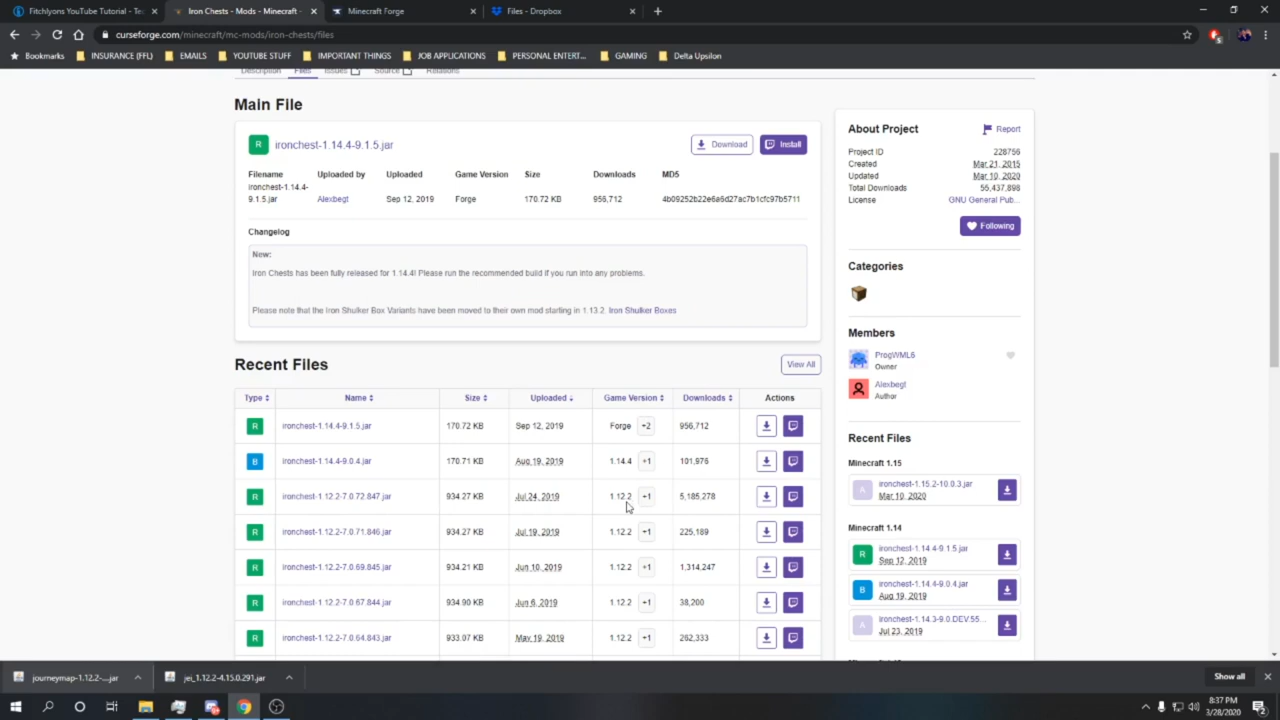 Fitchlyons YouTube Tutorial - Te:
Iron Chests - Mods - Minecraft -
Minecraft Forge
Files - Dropbox
curseforge.com/minecraft/mc-mods/iron-chests/files
Bookmarks
INSURANCE (FFL)
EMAILS
YOUTUBE STUFF
IMPORTANT THINGS
JOB APPLICATIONS
PERSONAL ENTERT...
GAMING
Delta Upsilon
Description
Files
Issues
Source
Relations
Main File
R
ironchest-1.14.4-9.1.5.jar
Download
Install
Filename
Uploaded by
Uploaded
Game Version
Size
Downloads
MD5
ironchest-1.14.4-
9.1.5.jar
Alexbegt
Sep 12, 2019
Forge
170.72 KB
956,712
4b09252b22e6a6d27ac7b1cfc97b5711
Changelog
New:
Iron Chests has been fully released for 1.14.4! Please run the recommended build if you run into any problems.
Please note that the Iron Shulker Box Variants have been moved to their own mod starting in 1.13.2. Iron Shulker Boxes
Recent Files
View All
Type
Name
Size
Uploaded
Game Version
Downloads
Actions
R ironchest-1.14.4-9.1.5.jar 170.72 KB Sep 12, 2019 Forge +2 956,712
B ironchest-1.14.4-9.0.4.jar 170.71 KB Aug 19, 2019 1.14.4 +1 101,976
R ironchest-1.12.2-7.0.72.847.jar 934.27 KB Jul 24, 2019 1.12.2 +1 5,185,278
R ironchest-1.12.2-7.0.71.846.jar 934.27 KB Jul 19, 2019 1.12.2 +1 225,189
R ironchest-1.12.2-7.0.69.845.jar 934.21 KB Jun 10, 2019 1.12.2 +1 1,314,247
R ironchest-1.12.2-7.0.67.844.jar 934.90 KB Jun 6, 2019 1.12.2 +1 38,200
R ironchest-1.12.2-7.0.64.843.jar 933.07 KB May 19, 2019 1.12.2 +1 262,333
About Project
Report
Project ID 228756
Created Mar 21, 2015
Updated Mar 10, 2020
Total Downloads 55,437,898
License GNU General Pub...
Following
Categories
Members
ProgWML6
Owner
Alexbegt
Author
Recent Files
Minecraft 1.15
A ironchest-1.15.2-10.0.3.jar
Mar 10, 2020
Minecraft 1.14
R ironchest-1.14.4-9.1.5.jar
Sep 12, 2019
B ironchest-1.14.4-9.0.4.jar
Aug 19, 2019
A ironchest-1.14.3-9.0.DEV.55...
Jul 23, 2019
journeymap-1.12.2-....jar
jei_1.12.2-4.15.0.291.jar
Show all
8:37 PM
3/28/2020
2